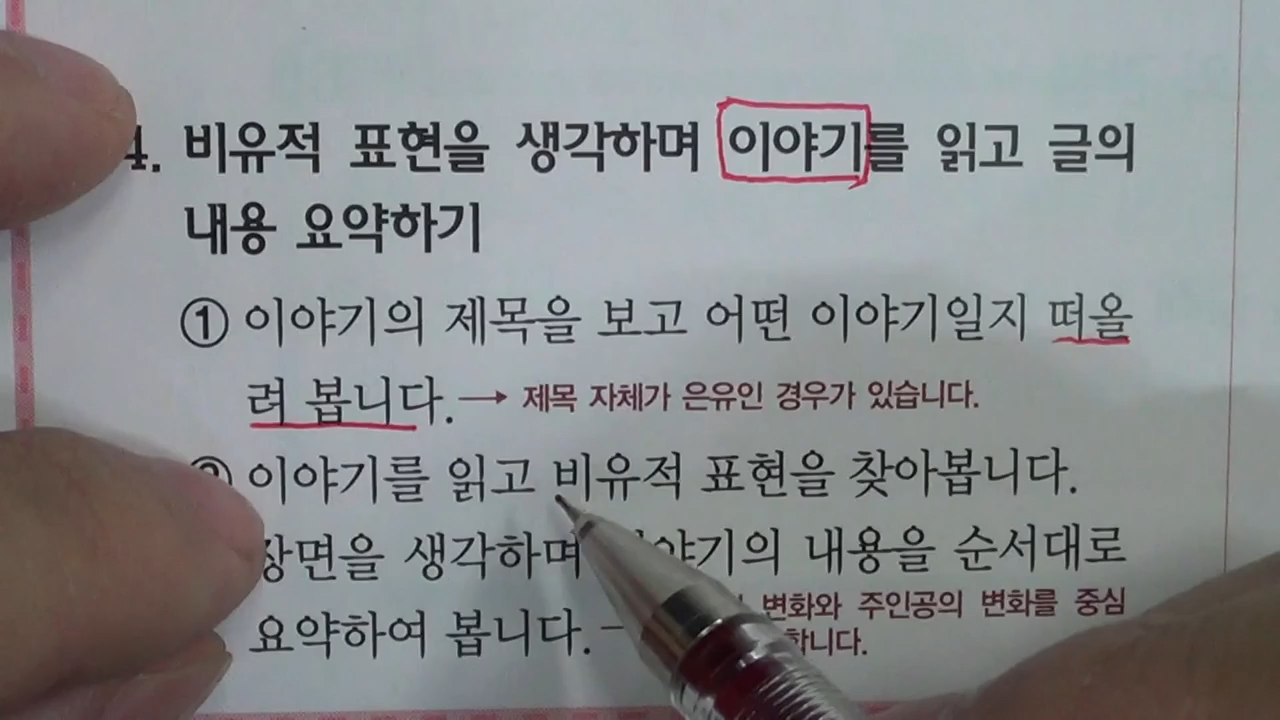 4. 비유적 표현을 생각하며 이야기를 읽고 글의
내용 요약하기
① 이야기의 제목을 보고 어떤 이야기일지 떠올
려 봅니다.→ 제목 자체가 은유인 경우가 있습니다.
② 이야기를 읽고 비유적 표현을 찾아봅니다.
장면을 생각하며 이야기의 내용을 순서대로
변화와 주인공의 변화를 중심
요약하여 봅니다.
합니다.